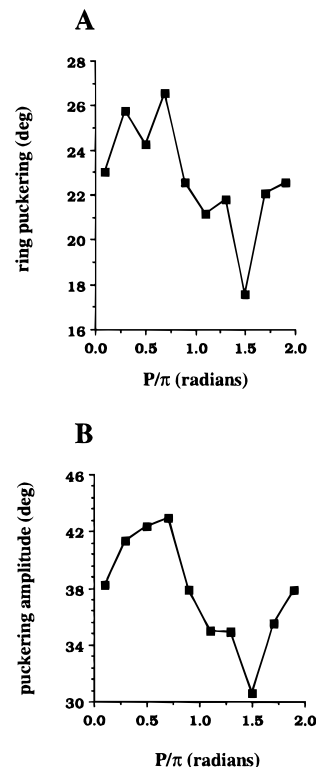 A
28
26
24
22
20
18
16
ring puckering (deg)
0.0 0.5 1.0 1.5 2.0
P/π (radians)
B
46
42
38
34
30
puckering amplitude (deg)
0.0 0.5 1.0 1.5 2.0
P/π (radians)